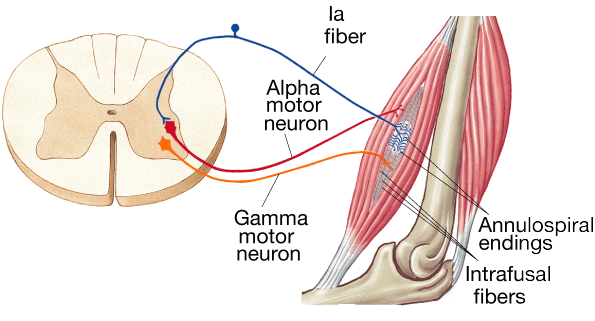 Ia
fiber
Alpha
motor
neuron
Gamma
motor
neuron
Annulospiral
endings
Intrafusal
fibers